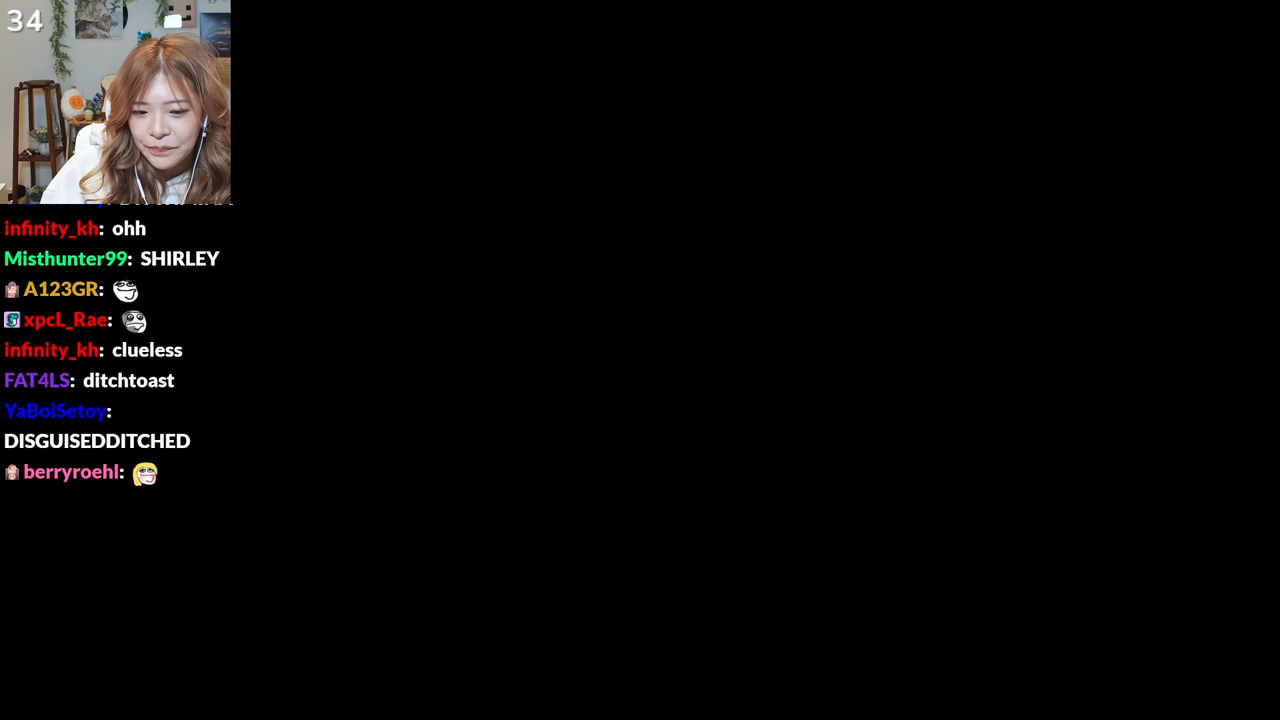 34
infinity_kh: ohh
Misthunter99: SHIRLEY
A123GR:
xpcL_Rae:
infinity_kh: clueless
FAT4LS: ditchtoast
YaBoiSetoy:
DISGUISEDDITCHED
berryroehl: